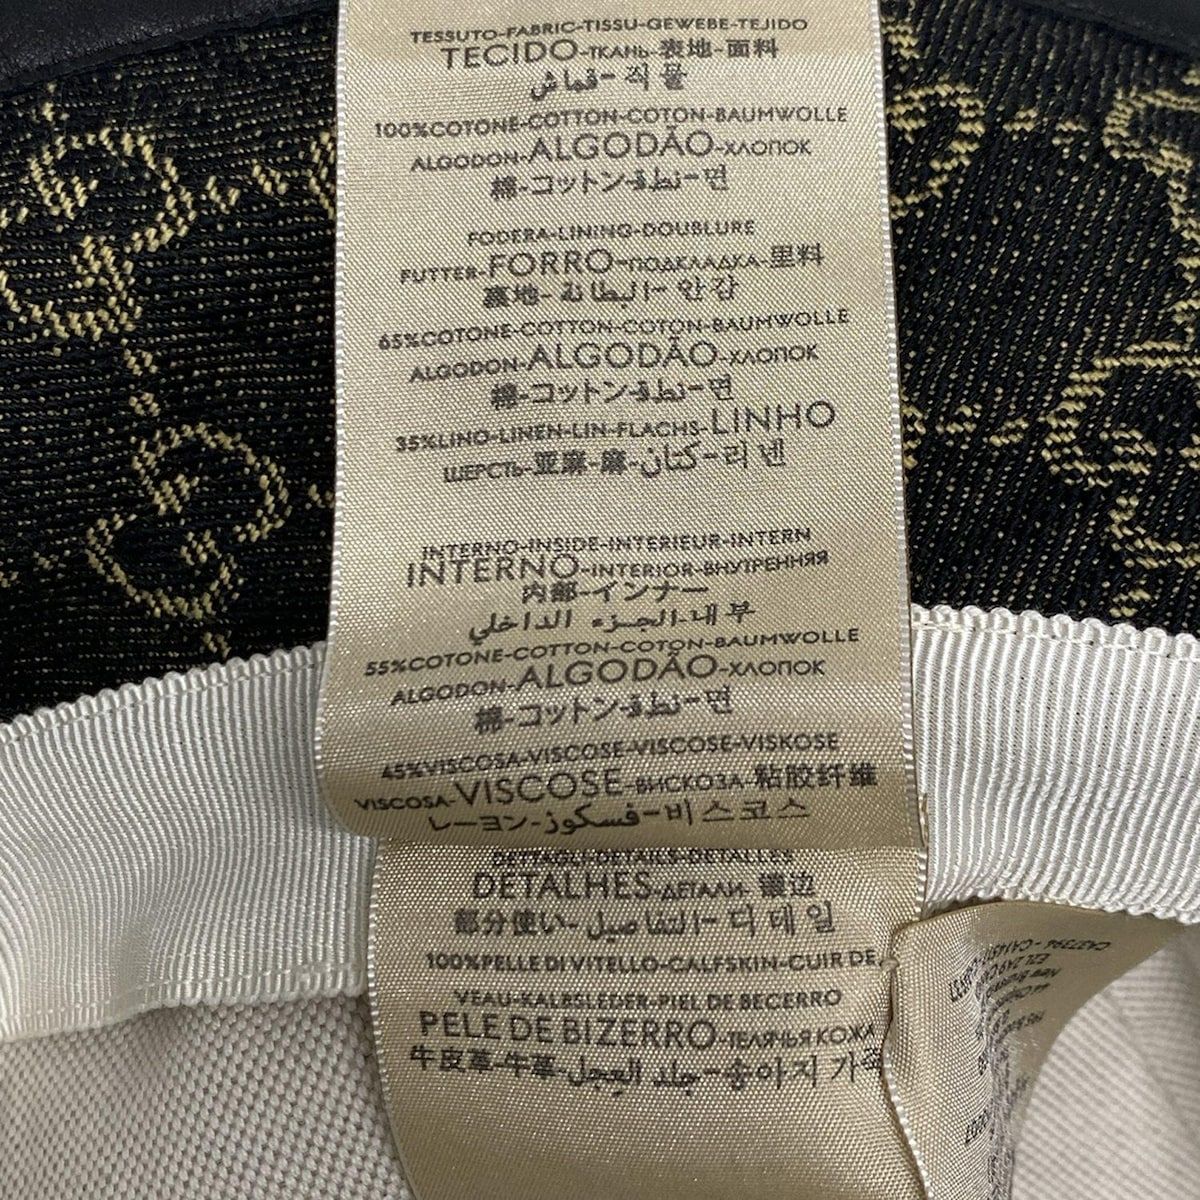 TESSUTO-FABRIC-TISSU-GEWEBE-TEJIDO
TECIDO-ТКАНЬ-表地-面料
قماش-직물
100%COTONE-COTTON-COTON-BAUMWOLLE
ALGODON-ALGODÃO-ХЛОПОК
棉-コットン-قطن-면
FODERA-LINING-DOUBLURE
FUTTER-FORRO-ПОДКЛАДКА-里料
裏地-البطانة-안감
65%COTONE-COTTON-COTON-BAUMWOLLE
ALGODON-ALGODÃO-ХЛОПОК
棉-コットン-قطن-면
35%LINO-LINEN-LIN-FLACHS-LINHO
ШЕРСТЬ-亚麻-麻-كتان-리넨
INTERNO-INSIDE-INTERIEUR-INTERN
INTERNO-INTERIOR-ВНУТРЕННЯЯ
内部-インナー
الجزء الداخلي-내부
55%COTONE-COTTON-COTON-BAUMWOLLE
ALGODON-ALGODÃO-ХЛОПОК
棉-コットン-قطن-면
45%VISCOSA-VISCOSE-VISCOSE-VISKOSE
VISCOSA-VISCOSE-ВИСКОЗА-粘胶纤维
レーヨン-فسكوز-비스코스
DETTAGLI-DETAILS-DETALLES
DETALHES-ДЕТАЛИ-镶边
部分使い-التفاصيل-디테일
100%PELLE DI VITELLO-CALFSKIN-CUIR DE
VEAU-KALBSLEDER-PIEL DE BECERRO
PELE DE BIZERRO-ТЕЛЯЧЬЯ КОЖА
牛皮革-牛革-جلد العجل-송아지 가죽